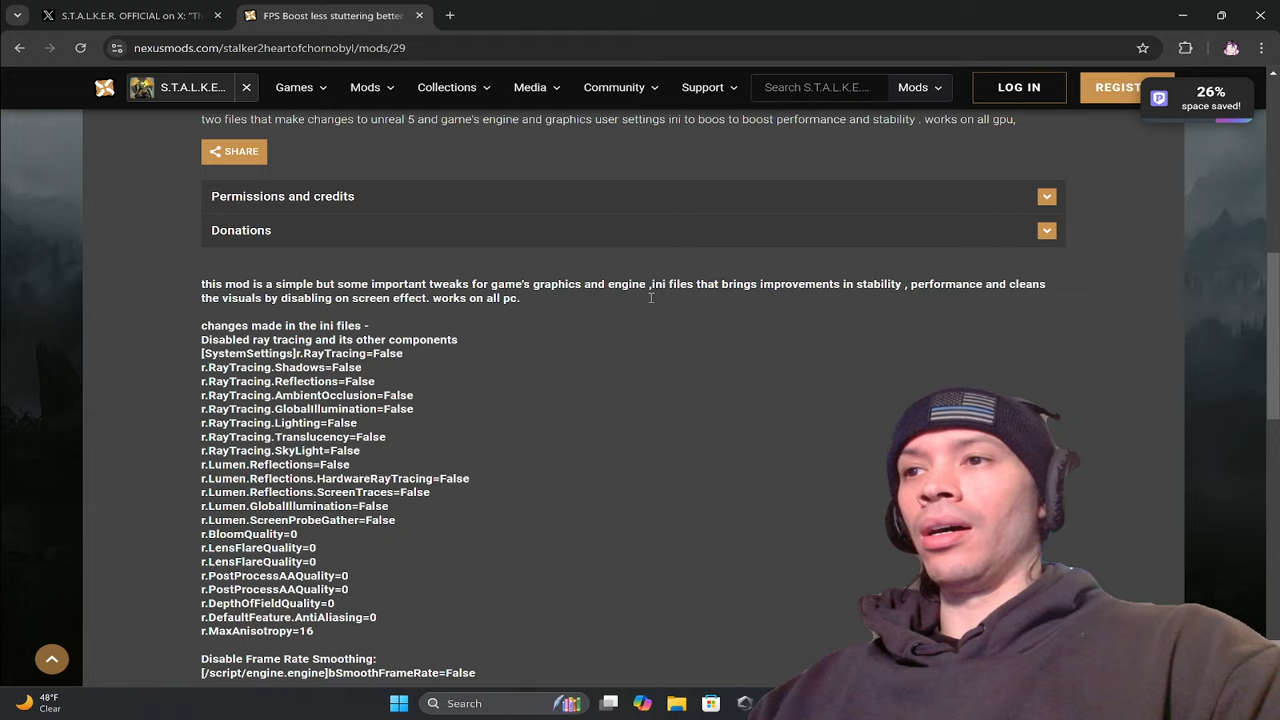 S.T.A.L.K.E.R. OFFICIAL on X: "Th
FPS Boost less stuttering better
nexusmods.com/stalker2heartofchornobyl/mods/29
S.T.A.L.K.E...
Games
Mods
Collections
Media
Community
Support
Search S.T.A.L.K.E...
Mods
LOG IN
REGIST
26%
space saved!
two files that make changes to unreal 5 and game's engine and graphics user settings ini to boos to boost performance and stability . works on all gpu,
SHARE
Permissions and credits
Donations
this mod is a simple but some important tweaks for game's graphics and engine ,ini files that brings improvements in stability , performance and cleans
the visuals by disabling on screen effect. works on all pc.
changes made in the ini files -
Disabled ray tracing and its other components
[SystemSettings]r.RayTracing=False
r.RayTracing.Shadows=False
r.RayTracing.Reflections=False
r.RayTracing.AmbientOcclusion=False
r.RayTracing.GlobalIllumination=False
r.RayTracing.Lighting=False
r.RayTracing.Translucency=False
r.RayTracing.SkyLight=False
r.Lumen.Reflections=False
r.Lumen.Reflections.HardwareRayTracing=False
r.Lumen.Reflections.ScreenTraces=False
r.Lumen.GlobalIllumination=False
r.Lumen.ScreenProbeGather=False
r.BloomQuality=0
r.LensFlareQuality=0
r.LensFlareQuality=0
r.PostProcessAAQuality=0
r.PostProcessAAQuality=0
r.DepthOfFieldQuality=0
r.DefaultFeature.AntiAliasing=0
r.MaxAnisotropy=16
Disable Frame Rate Smoothing:
[/script/engine.engine]bSmoothFrameRate=False
48°F
Clear
Search